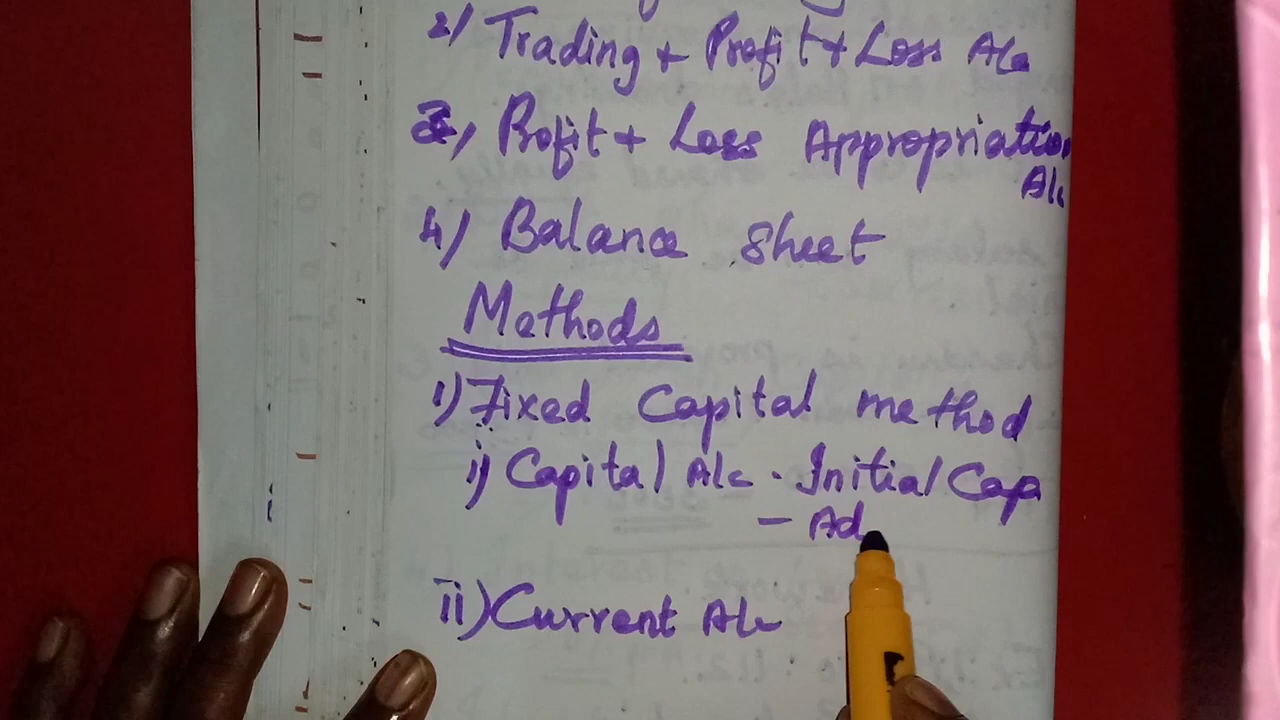 2) Trading + Profit + Loss A/c
3) Profit + Loss Appropriation
A/c
4) Balance Sheet
Methods
1) Fixed Capital method
i) Capital A/c - Initial Cap
- Ad
ii) Current A/c